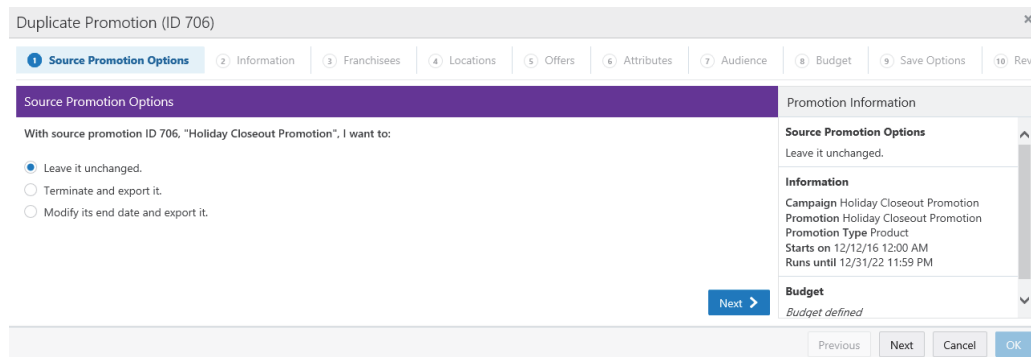 Duplicate Promotion (ID 706)
1 Source Promotion Options 2 Information 3 Franchisees 4 Locations 5 Offers 6 Attributes 7 Audience 8 Budget 9 Save Options 10 Rev
Source Promotion Options
With source promotion ID 706, "Holiday Closeout Promotion", I want to:
Leave it unchanged.
Terminate and export it.
Modify its end date and export it.
Next
Promotion Information
Source Promotion Options
Leave it unchanged.
Information
Campaign Holiday Closeout Promotion
Promotion Holiday Closeout Promotion
Promotion Type Product
Starts on 12/12/16 12:00 AM
Runs until 12/31/22 11:59 PM
Budget
Budget defined
Previous Next Cancel OK